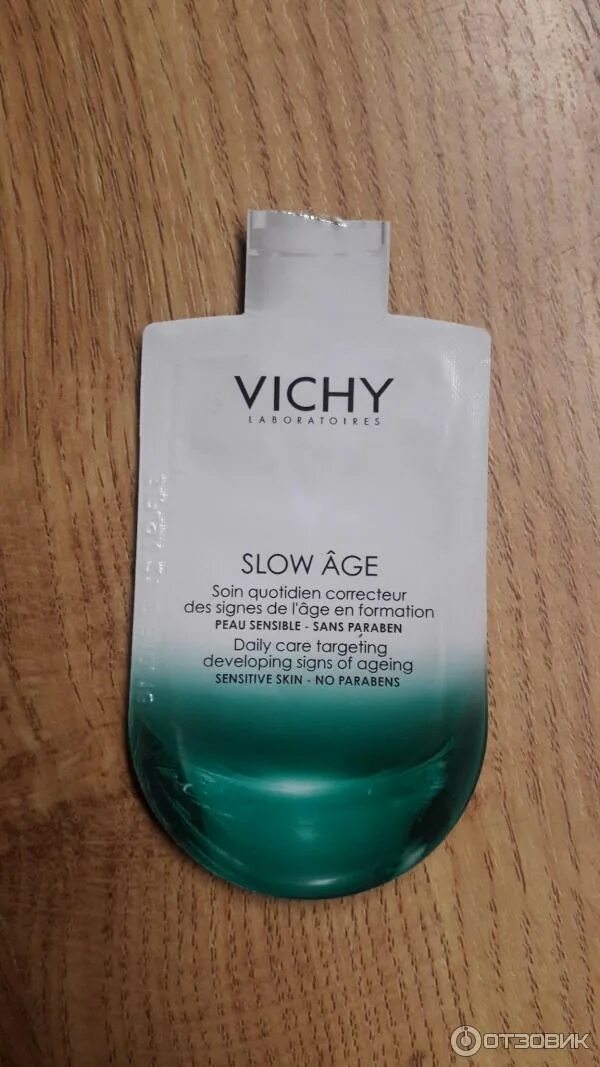 VICHY
LABORATOIRES
SLOW ÂGE
Soin quotidien correcteur
des signes de l'âge en formation
PEAU SENSIBLE - SANS PARABEN
Daily care targeting
developing signs of ageing
SENSITIVE SKIN - NO PARABENS
ОТЗОВИК